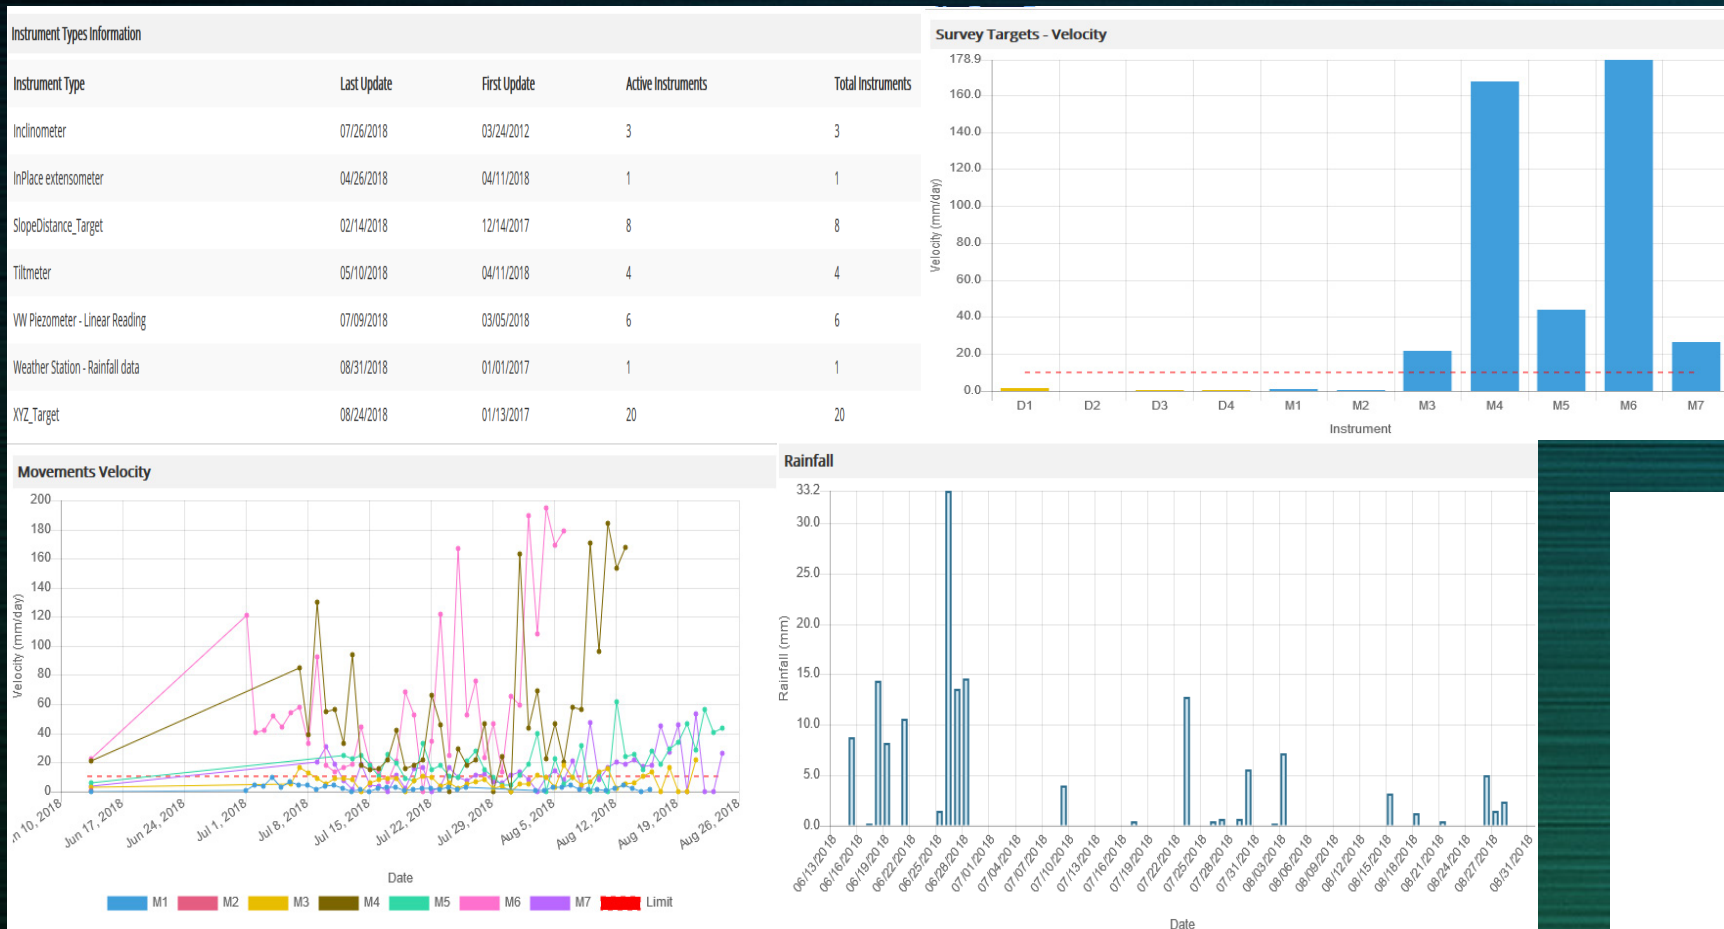 Instrument Types Information
Instrument Type Last Update First Update Active Instruments Total Instruments
Inclinometer 07/26/2018 03/24/2012 3 3
InPlace extensometer 04/26/2018 04/11/2018 1 1
SlopeDistance_Target 02/14/2018 12/14/2017 8 8
Tiltmeter 05/10/2018 04/11/2018 4 4
VW Piezometer - Linear Reading 07/09/2018 03/05/2018 6 6
Weather Station - Rainfall data 08/31/2018 01/01/2017 1 1
XYZ_Target 08/24/2018 01/13/2017 20 20
Survey Targets - Velocity
178.9
160.0
140.0
120.0
100.0
80.0
60.0
40.0
20.0
0.0
Velocity (mm/day)
D1 D2 D3 D4 M1 M2 M3 M4 M5 M6 M7
Instrument
Movements Velocity
200
180
160
140
120
100
80
60
40
20
0
Velocity (mm/day)
n 10, 2018 Jun 17, 2018 Jun 24, 2018 Jul 1, 2018 Jul 8, 2018 Jul 15, 2018 Jul 22, 2018 Jul 29, 2018 Aug 5, 2018 Aug 12, 2018 Aug 19, 2018 Aug 26, 2018
Date
M1 M2 M3 M4 M5 M6 M7 Limit
Rainfall
33.2
30.0
25.0
20.0
15.0
10.0
5.0
0.0
Rainfall (mm)
06/13/2018 06/16/2018 06/19/2018 06/22/2018 06/25/2018 06/28/2018 07/01/2018 07/04/2018 07/07/2018 07/10/2018 07/13/2018 07/16/2018 07/19/2018 07/22/2018 07/25/2018 07/28/2018 07/31/2018 08/03/2018 08/06/2018 08/09/2018 08/12/2018 08/15/2018 08/18/2018 08/21/2018 08/24/2018 08/27/2018 08/31/2018
Date